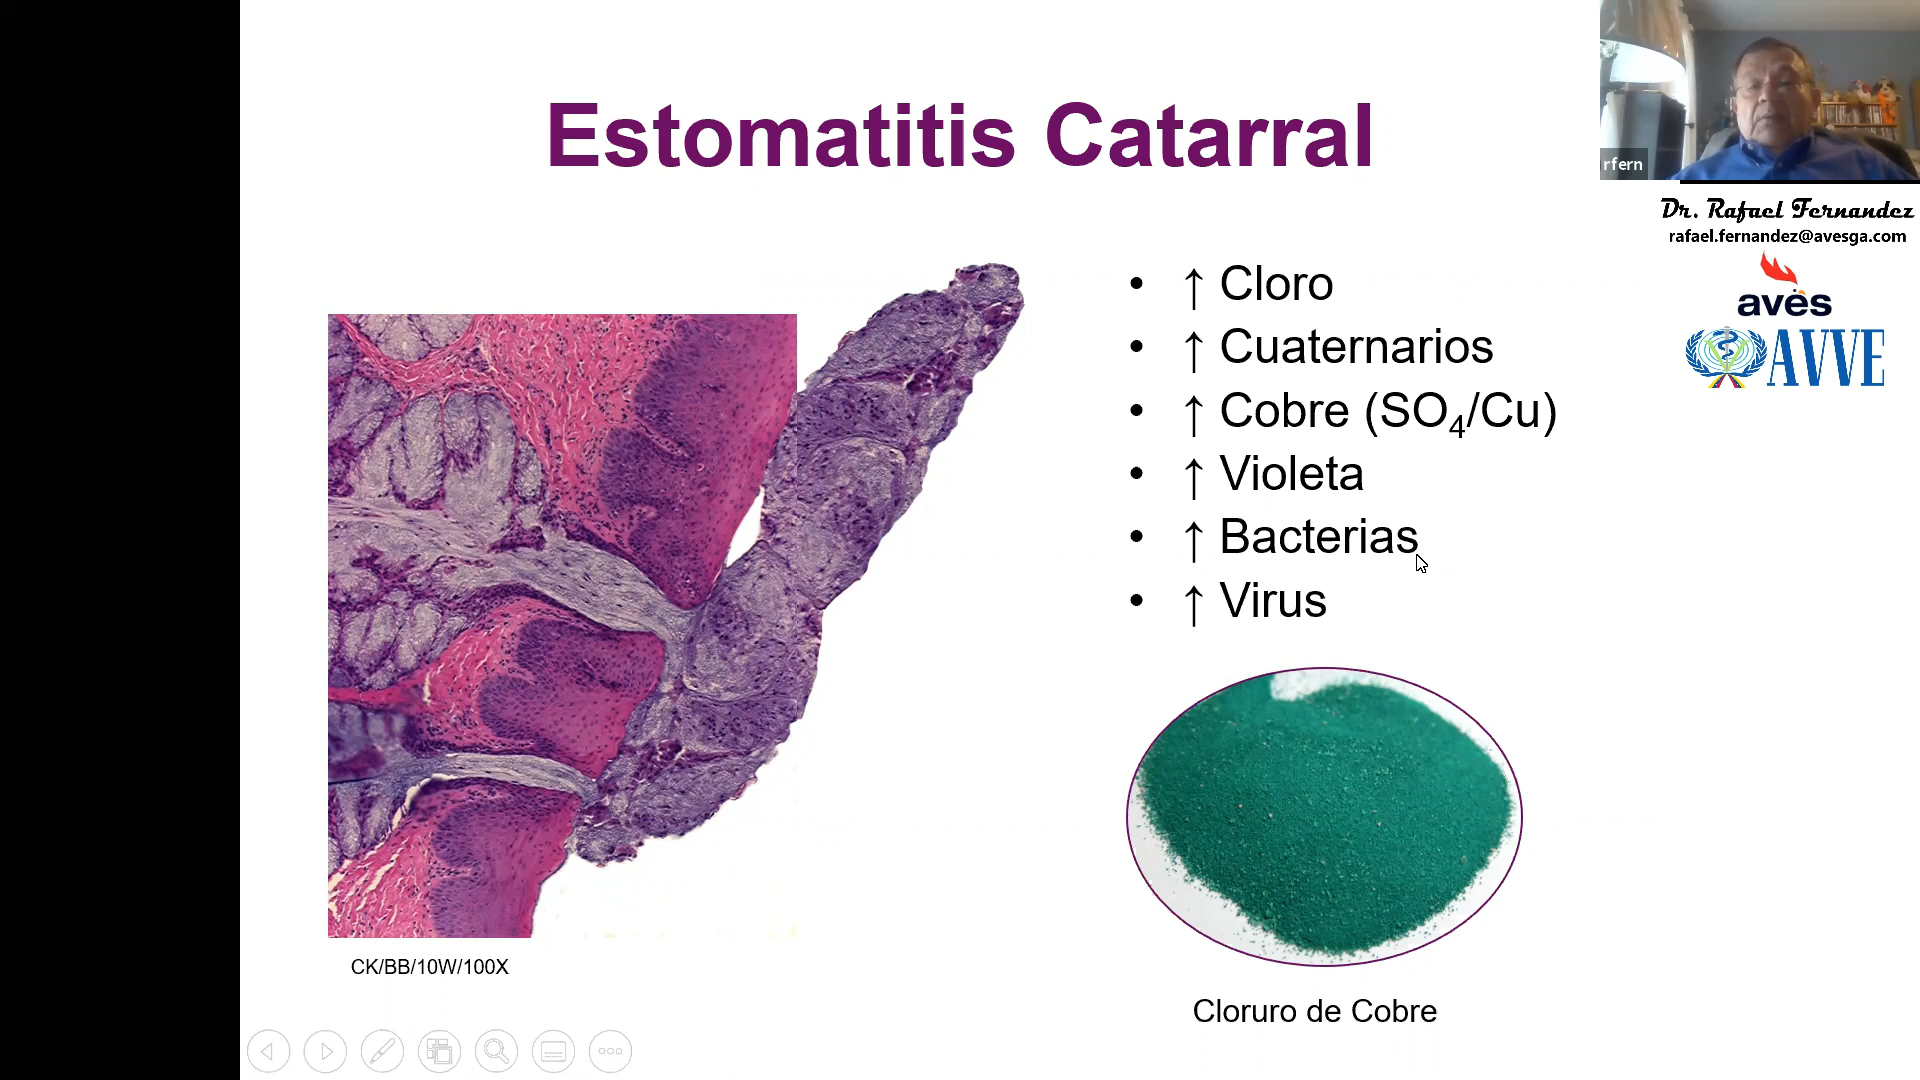 Estomatitis Catarral
rfern
Dr. Rafael Fernandez
rafael.fernandez@avesga.com
avès
AVVE
• ↑ Cloro
• ↑ Cuaternarios
• ↑ Cobre (SO₄/Cu)
• ↑ Violeta
• ↑ Bacterias
• ↑ Virus
CK/BB/10W/100X
Cloruro de Cobre